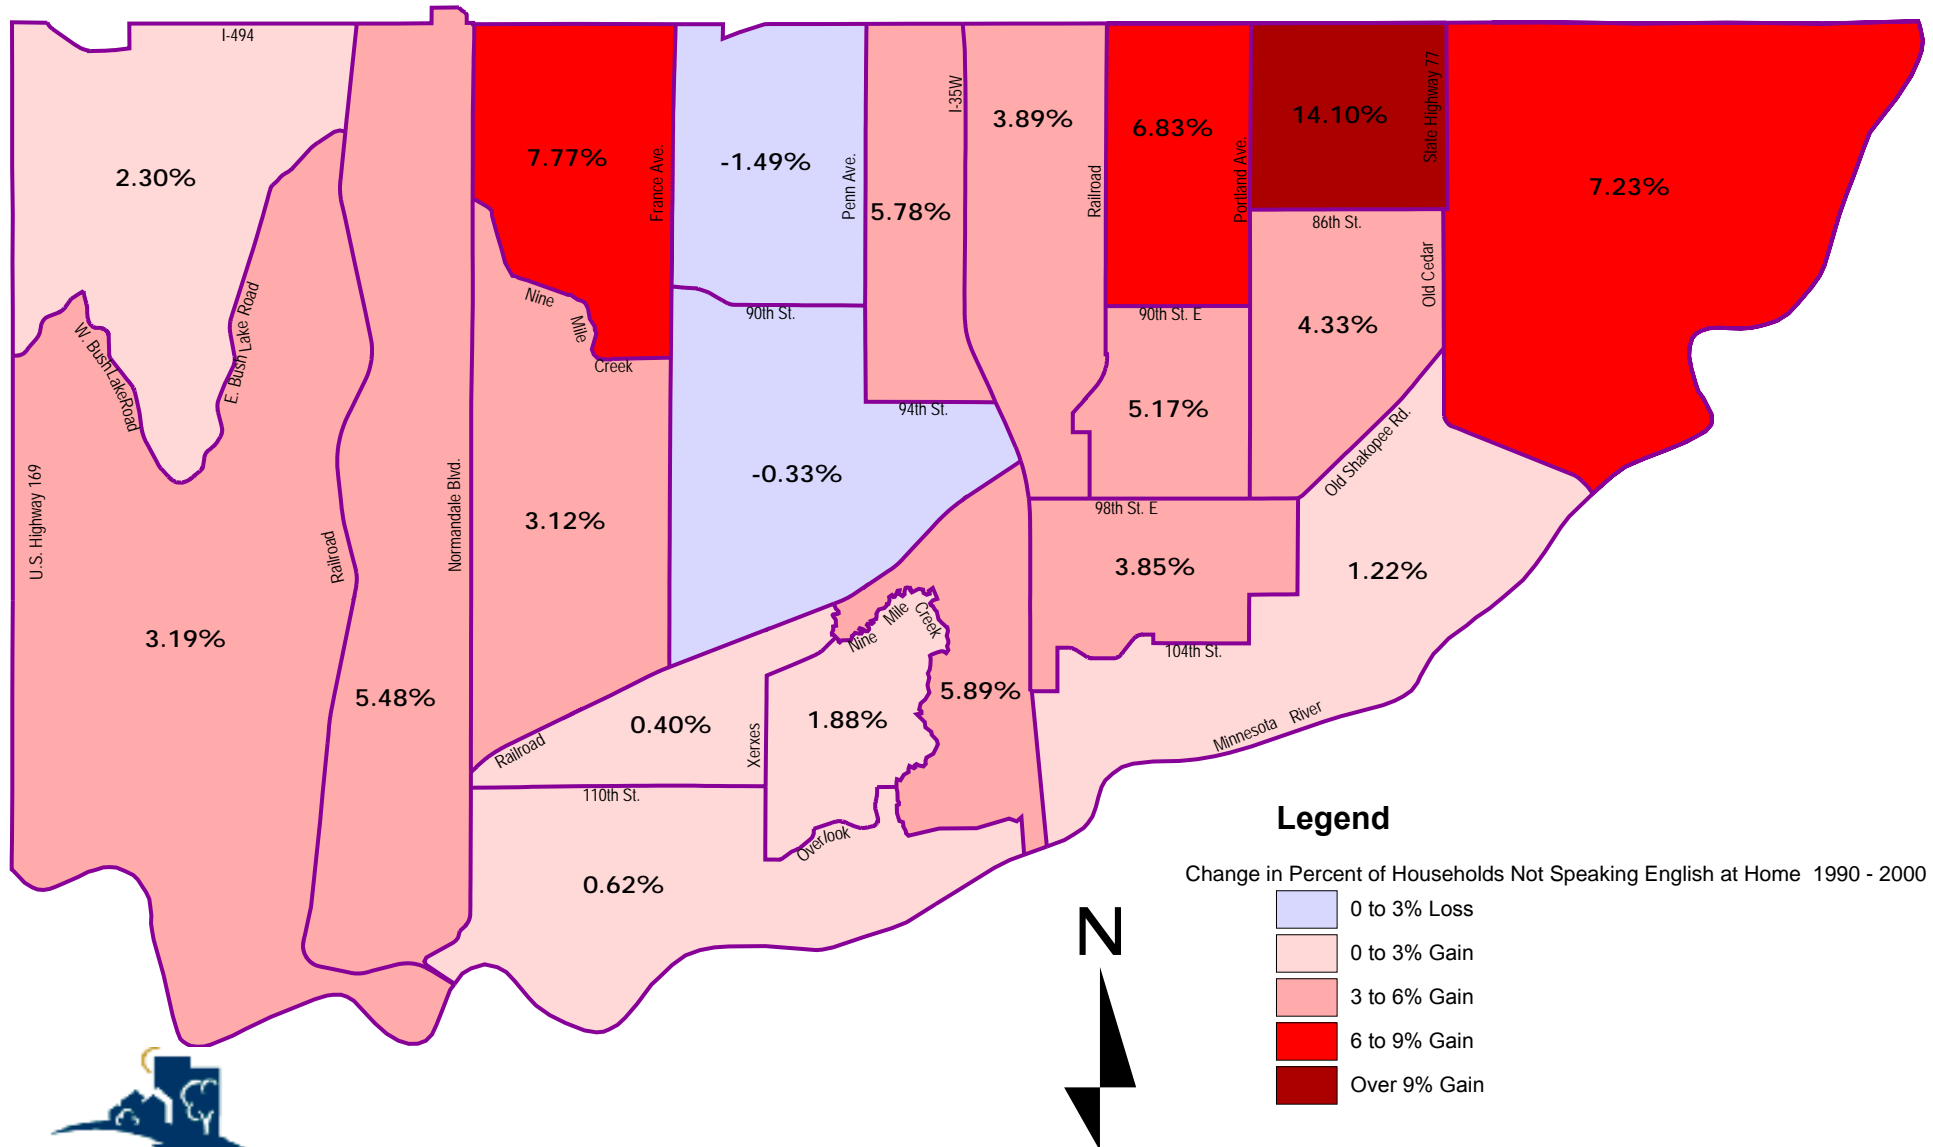 I-494
2.30%
7.77%
France Ave.
-1.49%
Penn Ave.
5.78%
I-35W
3.89%
Railroad
6.83%
Portland Ave.
14.10%
State Highway 77
7.23%
86th St.
Old Cedar
4.33%
W. Bush Lake Road
E. Bush Lake Road
Nine Mile Creek
90th St.
90th St. E
94th St.
5.17%
Old Shakopee Rd.
U.S. Highway 169
Railroad
Normandale Blvd.
3.12%
-0.33%
98th St. E
3.85%
1.22%
3.19%
5.48%
Nine Mile Creek
104th St.
5.89%
0.40%
Xerxes
1.88%
Railroad
Minnesota River
110th St.
Overlook
0.62%
Legend
Change in Percent of Households Not Speaking English at Home 1990 - 2000
0 to 3% Loss
0 to 3% Gain
3 to 6% Gain
6 to 9% Gain
Over 9% Gain
N